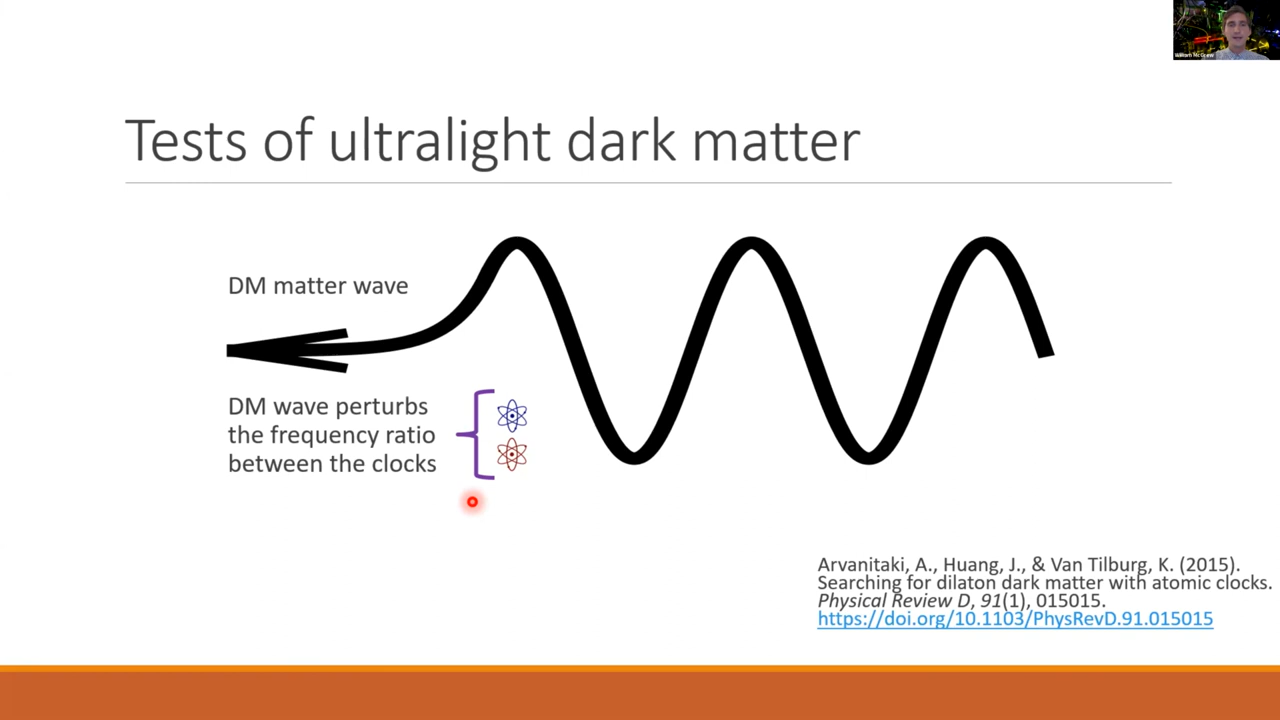 William McGrew
Tests of ultralight dark matter
DM matter wave
DM wave perturbs
the frequency ratio
between the clocks
Arvanitaki, A., Huang, J., & Van Tilburg, K. (2015).
Searching for dilaton dark matter with atomic clocks.
Physical Review D, 91(1), 015015.
https://doi.org/10.1103/PhysRevD.91.015015